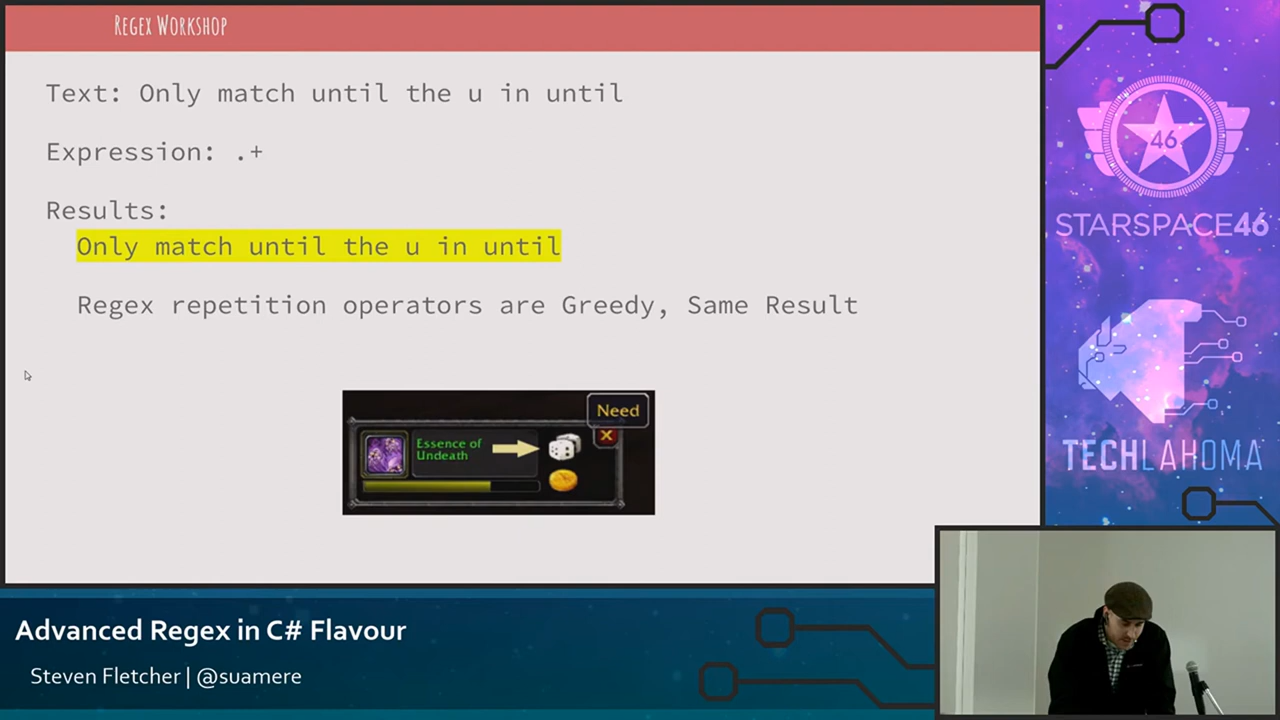 Regex Workshop
Text: Only match until the u in until
Expression: .+
Results:
Only match until the u in until
Regex repetition operators are Greedy, Same Result
Need
Essence of
Undeath
46
STARSPACE46
TECHLAHOMA
Advanced Regex in C# Flavour
Steven Fletcher | @suamere